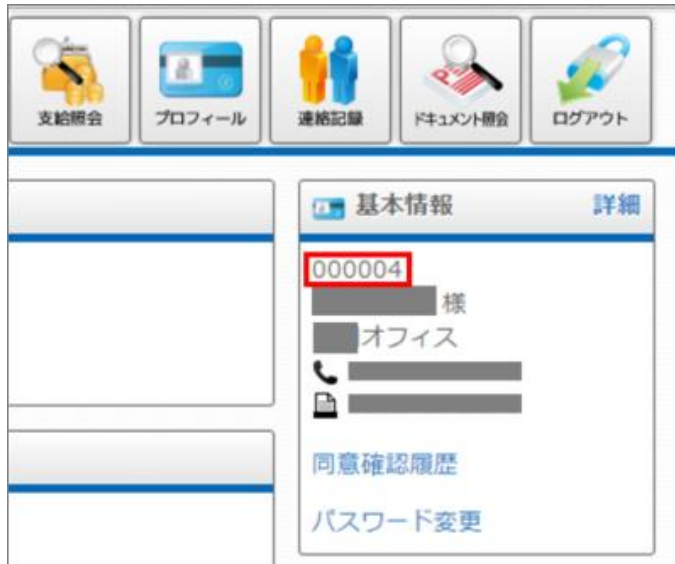 支給照会
プロフィール
連絡記録
ドキュメント照会
ログアウト
基本情報 詳細
000004
様
オフィス
同意確認履歴
パスワード変更